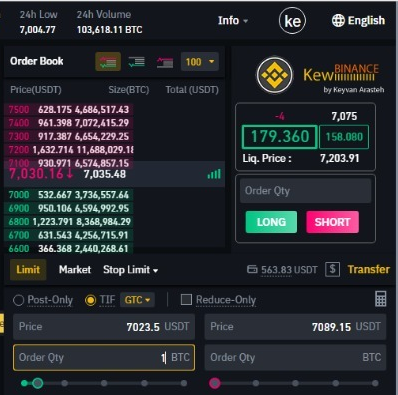 24h Low 24h Volume
7,004.77 103,618.11 BTC
Info ke English
Order Book 100
Price(USDT) Size(BTC) Total (USDT)
7500 628.175 4,686,517.43
7400 961.398 7,072,415.29
7300 917.387 6,654,229.25
7200 1,632.714 11,688,029.18
7100 930.971 6,574,857.15
7,030.16↓ 7,035.48
7000 532.667 3,736,557.66
6900 950.106 6,594,992.95
6800 1,223.791 8,368,984.29
6700 631.543 4,256,715.91
6600 366.368 2,440,268.61
Kew BINANCE
by Keyvan Arasteh
-4 7,075
179.360 158.080
Liq. Price : 7,203.91
Order Qty
LONG SHORT
Limit Market Stop Limit 563.83 USDT $ Transfer
Post-Only TIF GTC Reduce-Only
Price 7023.5 USDT Price 7089.15 USDT
Order Qty 1 BTC Order Qty BTC